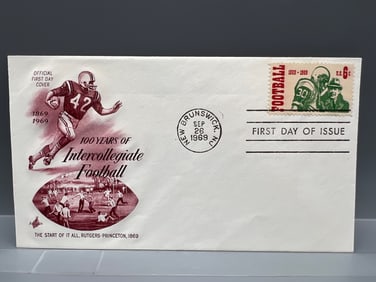 OFFICIAL
FIRST DAY
COVER
42
1869
1969
100 YEARS OF
Intercollegiate
Football
THE START OF IT ALL, RUTGERS-PRINCETON, 1869
NEW BRUNSWICK, NJ
SEP
26
1969
FIRST DAY OF ISSUE
FOOTBALL
1869-1969
U.S. 6c
30